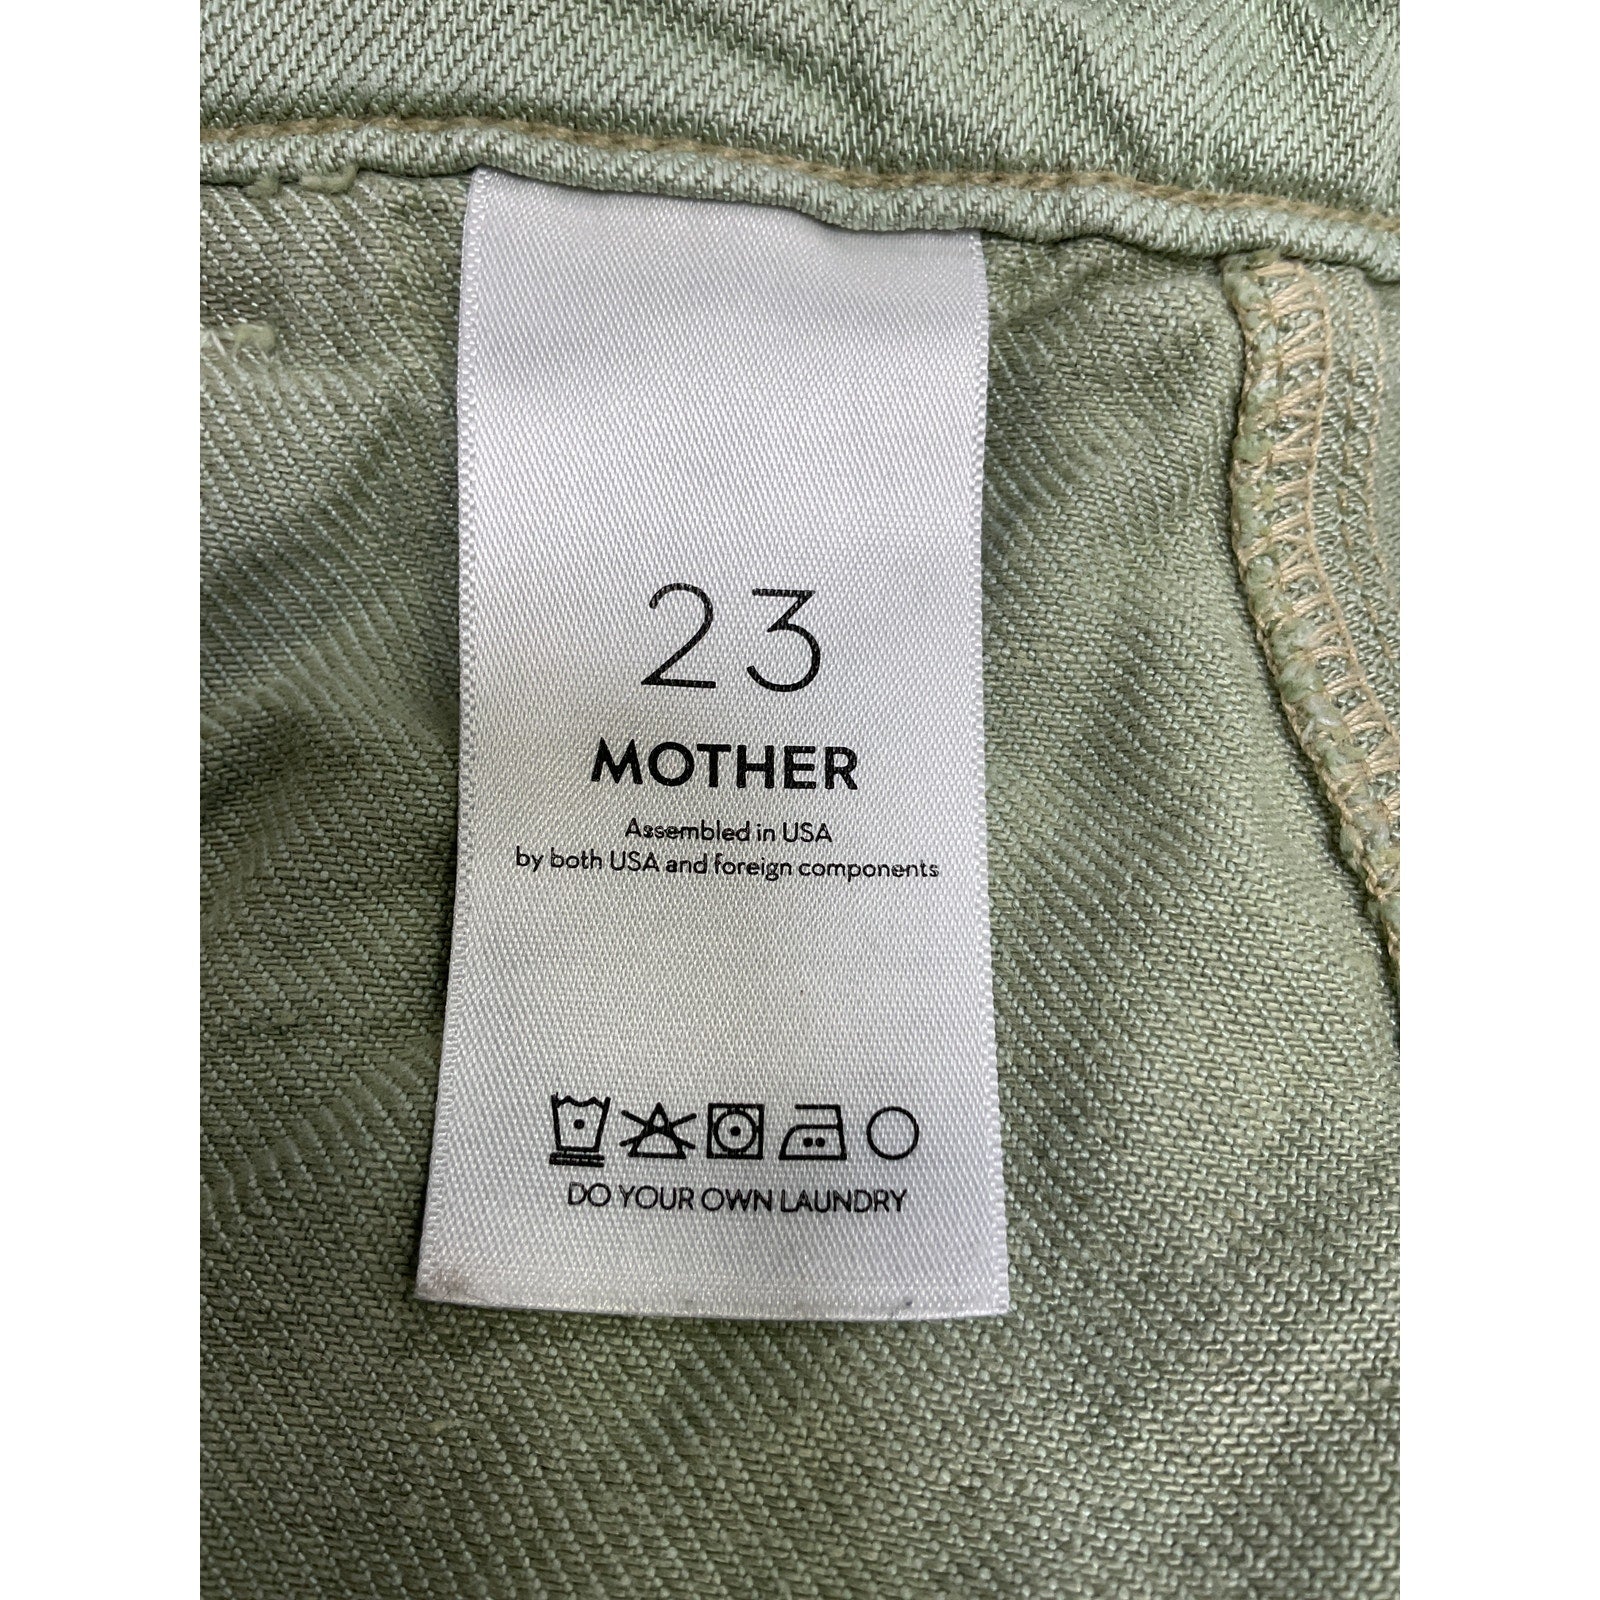 23
MOTHER
Assembled in USA
by both USA and foreign components
DO YOUR OWN LAUNDRY